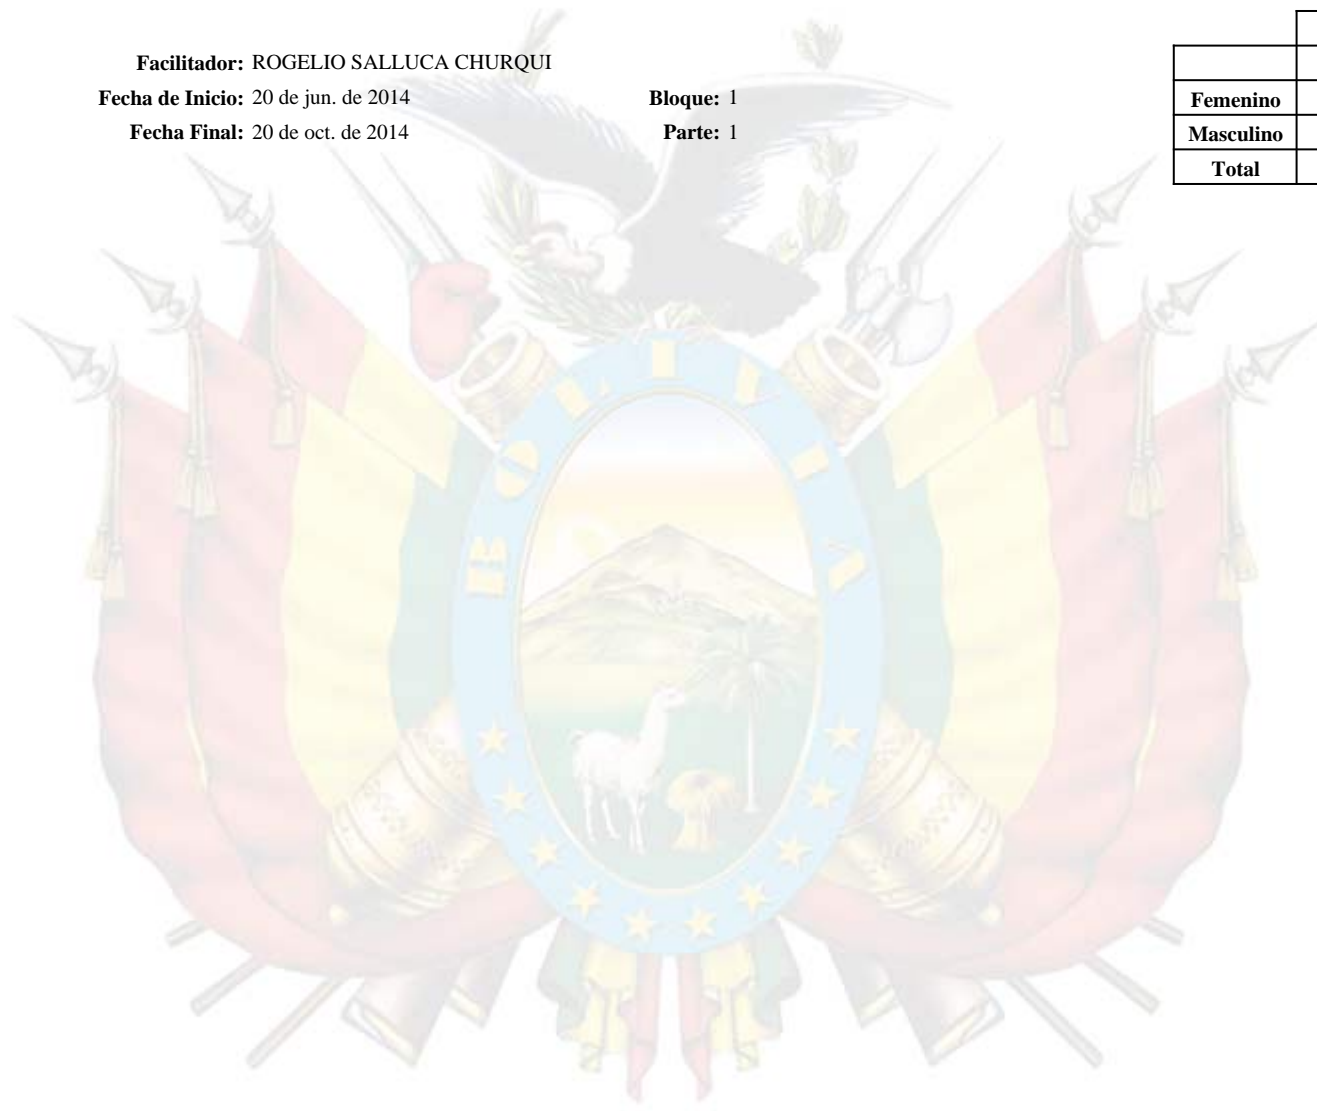 Facilitador: ROGELIO SALLUCA CHURQUI
Fecha de Inicio: 20 de jun. de 2014 Bloque: 1
Fecha Final: 20 de oct. de 2014 Parte: 1
Femenino
Masculino
Total
BOLIVIA